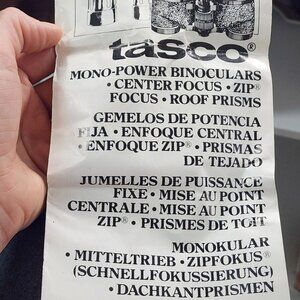 tasco®
MONO-POWER BINOCULARS
• CENTER FOCUS • ZIP®
FOCUS • ROOF PRISMS
GEMELOS DE POTENCIA
FIJA • ENFOQUE CENTRAL
• ENFOQUE ZIP® • PRISMAS
DE TEJADO
JUMELLES DE PUISSANCE
FIXE • MISE AU POINT
CENTRALE • MISE AU POINT
ZIP® • PRISMES DE TOIT
MONOKULAR
• MITTELTRIEB • ZIPFOKUS®
(SCHNELLFOKUSSIERUNG)
• DACHKANTPRISMEN